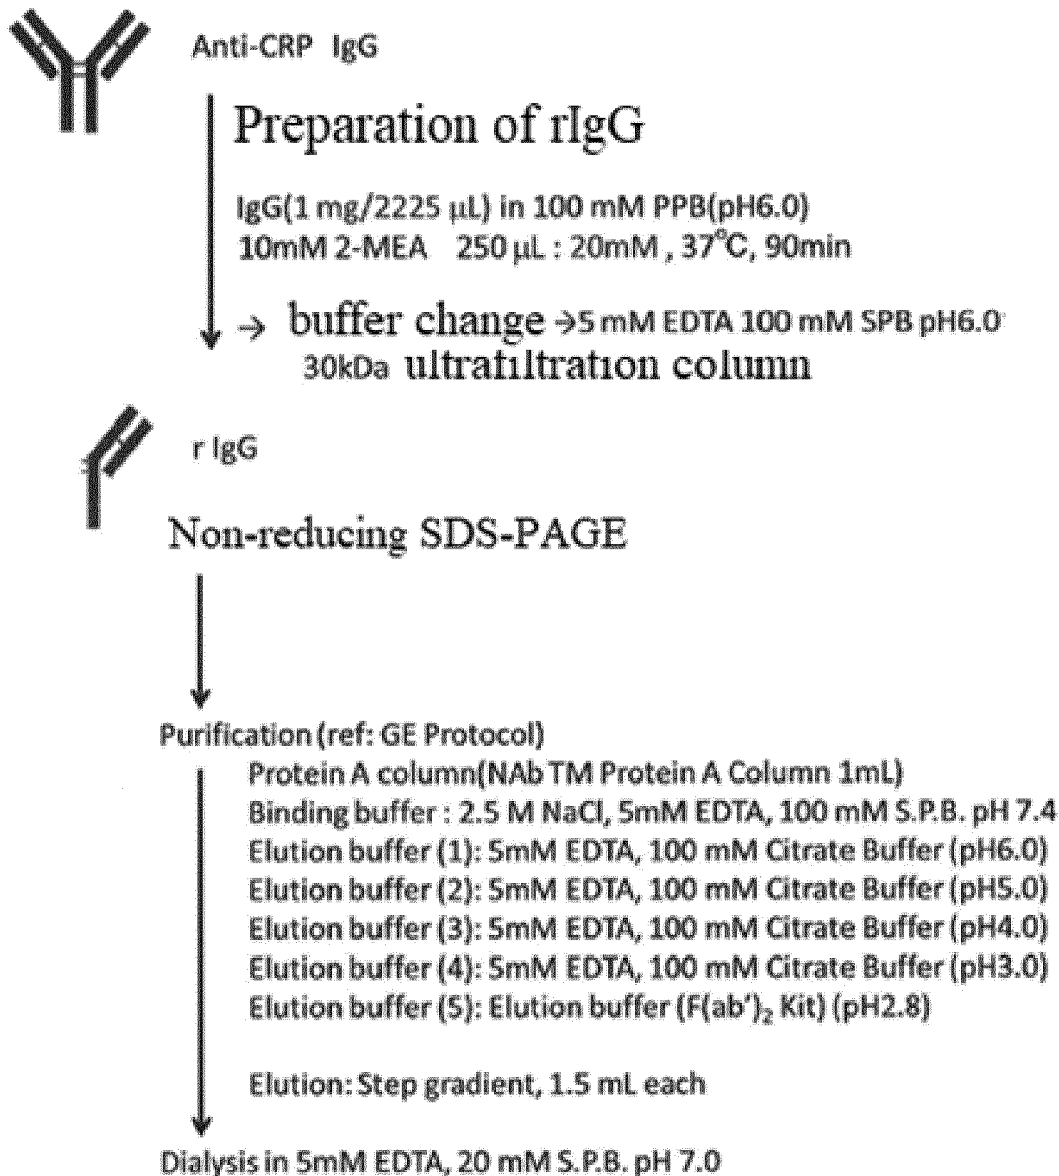 Anti-CRP IgG
Preparation of rIgG
IgG(1 mg/2225 µL) in 100 mM PPB(pH6.0)
10mM 2-MEA 250 µL : 20mM , 37°C, 90min
→ buffer change →5 mM EDTA 100 mM SPB pH6.0
30kDa ultrafiltration column
r IgG
Non-reducing SDS-PAGE
Purification (ref: GE Protocol)
Protein A column(NAb TM Protein A Column 1mL)
Binding buffer : 2.5 M NaCl, 5mM EDTA, 100 mM S.P.B. pH 7.4
Elution buffer (1): 5mM EDTA, 100 mM Citrate Buffer (pH6.0)
Elution buffer (2): 5mM EDTA, 100 mM Citrate Buffer (pH5.0)
Elution buffer (3): 5mM EDTA, 100 mM Citrate Buffer (pH4.0)
Elution buffer (4): 5mM EDTA, 100 mM Citrate Buffer (pH3.0)
Elution buffer (5): Elution buffer (F(ab')₂ Kit) (pH2.8)
Elution: Step gradient, 1.5 mL each
Dialysis in 5mM EDTA, 20 mM S.P.B. pH 7.0